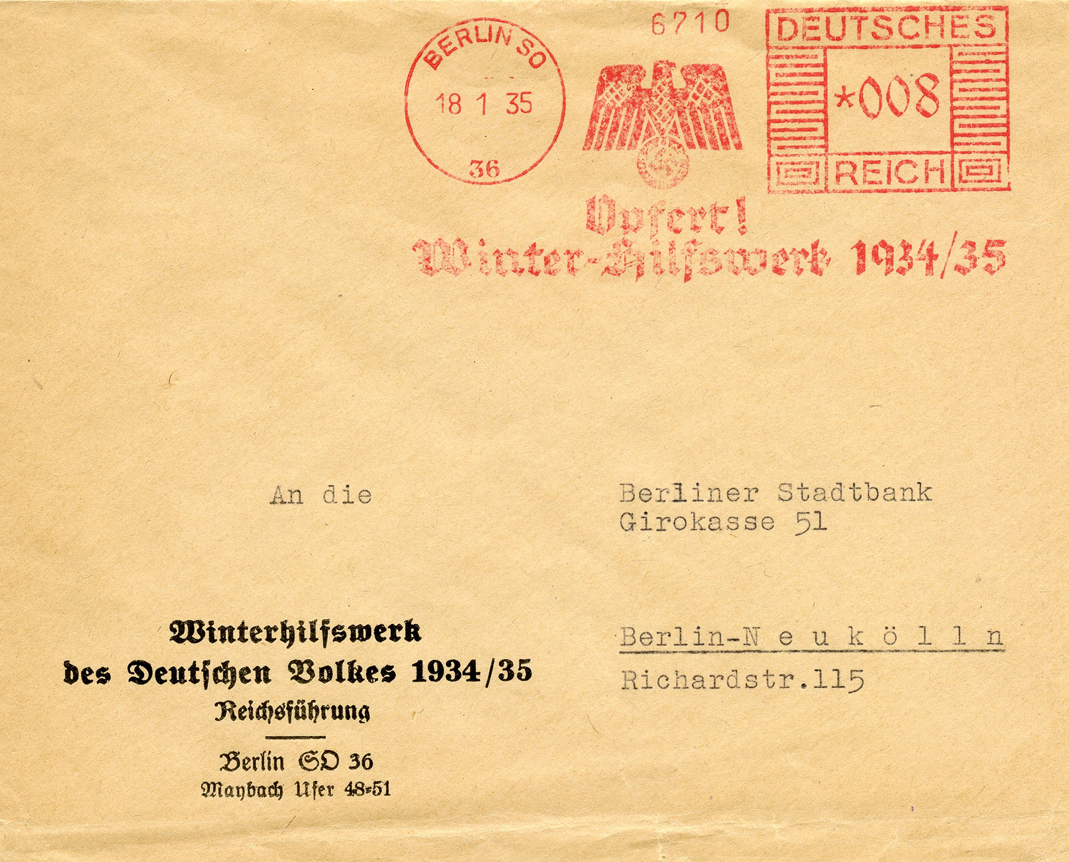 6710
BERLIN SO
18 1 35
36
DEUTSCHES
*008
REICH
Opfert!
Winter-Hilfswerk 1934/35
An die
Berliner Stadtbank
Girokasse 51
Berlin-N e u k ö l l n
Richardstr.115
Winterhilfswerk
des Deutschen Volkes 1934/35
Reichsführung
Berlin SO 36
Maybach Ufer 48-51